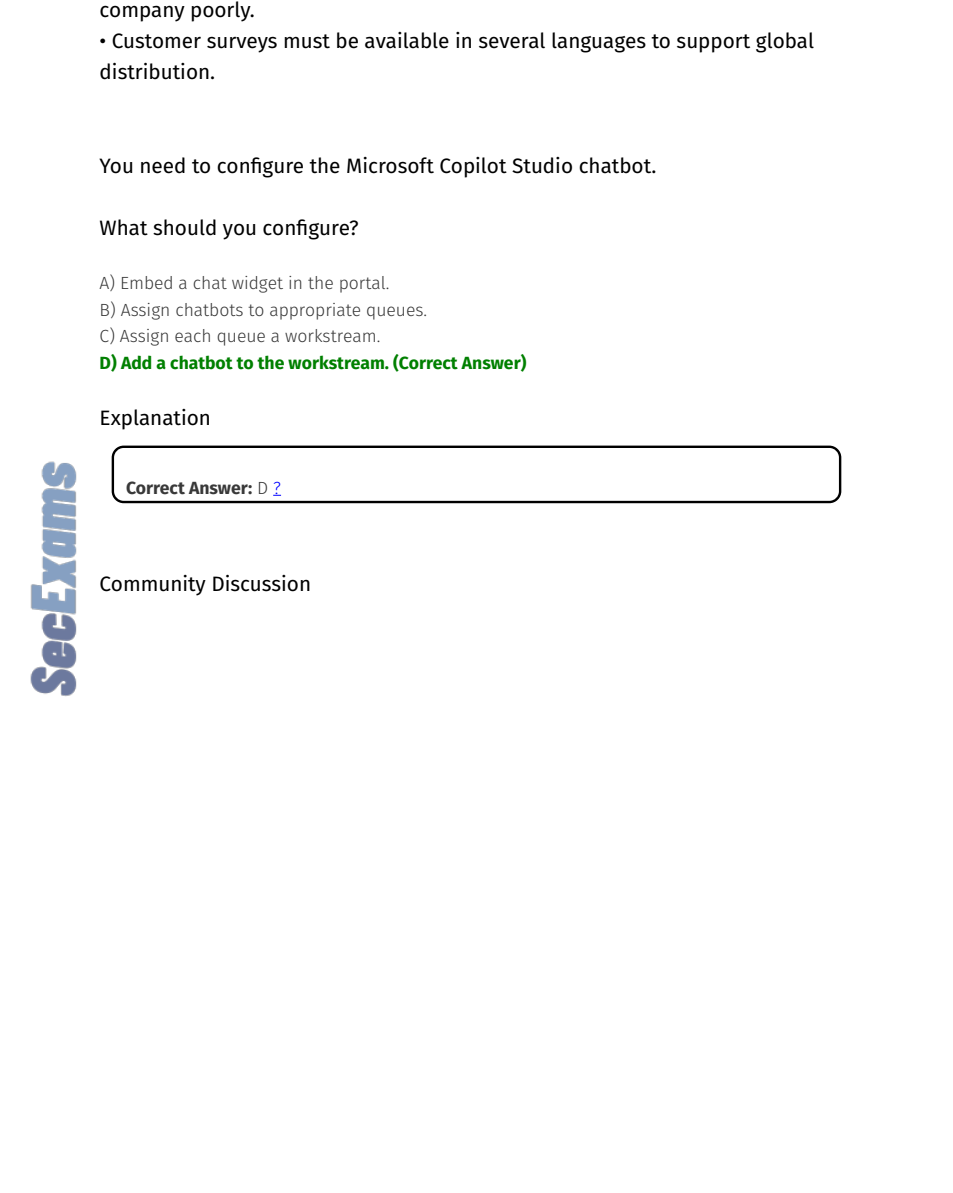 company poorly.
• Customer surveys must be available in several languages to support global
distribution.
You need to configure the Microsoft Copilot Studio chatbot.
What should you configure?
A) Embed a chat widget in the portal.
B) Assign chatbots to appropriate queues.
C) Assign each queue a workstream.
D) Add a chatbot to the workstream. (Correct Answer)
Explanation
Correct Answer: D ?
Community Discussion
SecExams